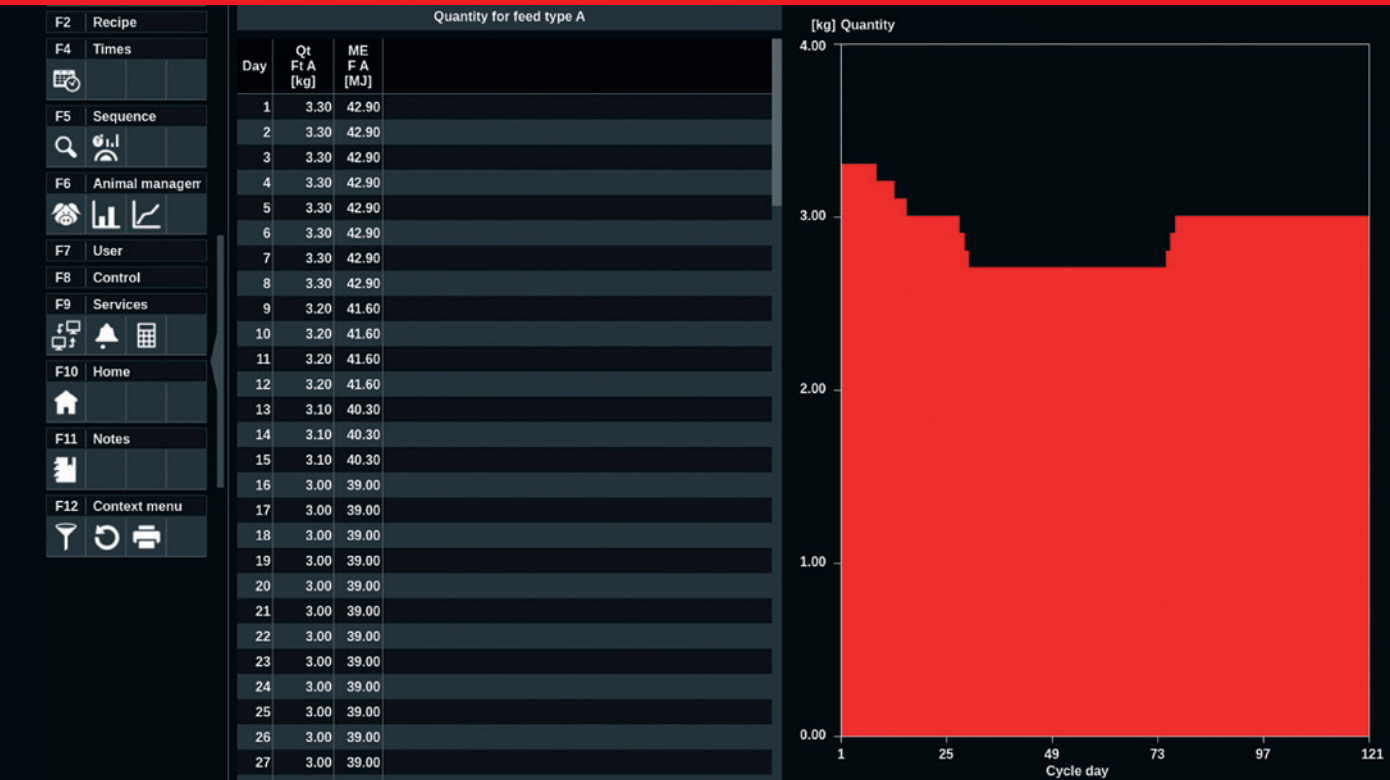 F2 Recipe
F4 Times
F5 Sequence
F6 Animal managem
F7 User
F8 Control
F9 Services
F10 Home
F11 Notes
F12 Context menu
Quantity for feed type A
Day Qt Ft A [kg] ME F A [MJ]
1 3.30 42.90
2 3.30 42.90
3 3.30 42.90
4 3.30 42.90
5 3.30 42.90
6 3.30 42.90
7 3.30 42.90
8 3.30 42.90
9 3.20 41.60
10 3.20 41.60
11 3.20 41.60
12 3.20 41.60
13 3.10 40.30
14 3.10 40.30
15 3.10 40.30
16 3.00 39.00
17 3.00 39.00
18 3.00 39.00
19 3.00 39.00
20 3.00 39.00
21 3.00 39.00
22 3.00 39.00
23 3.00 39.00
24 3.00 39.00
25 3.00 39.00
26 3.00 39.00
27 3.00 39.00
[kg] Quantity
4.00
3.00
2.00
1.00
0.00
1 25 49 73 97 121
Cycle day